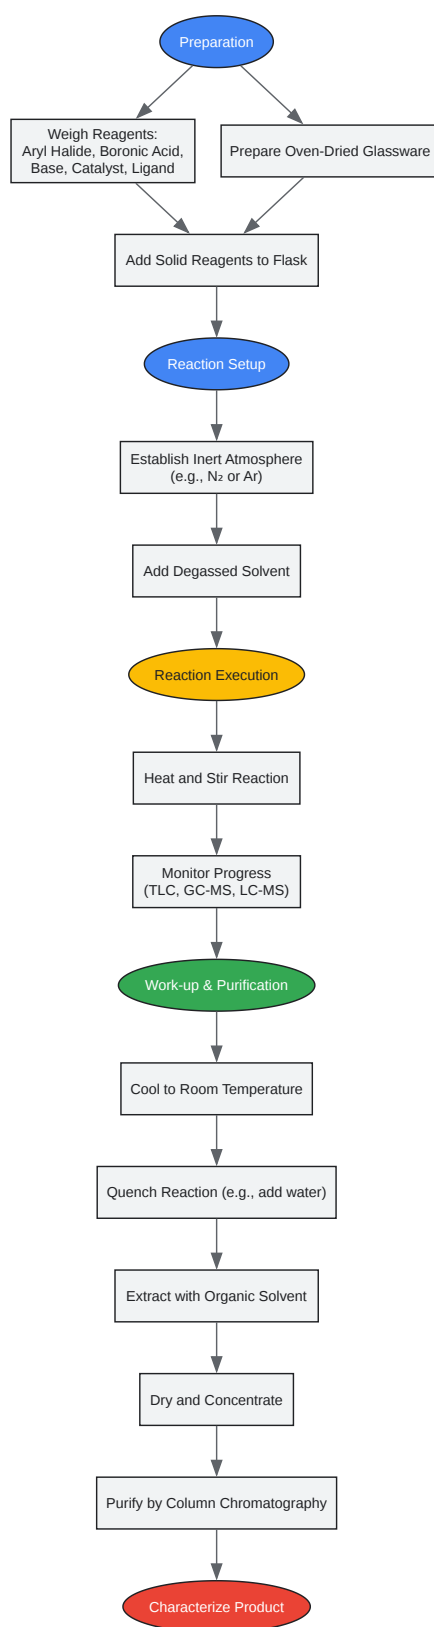 Preparation
Weigh Reagents:
Aryl Halide, Boronic Acid,
Base, Catalyst, Ligand
Prepare Oven-Dried Glassware
Add Solid Reagents to Flask
Reaction Setup
Establish Inert Atmosphere
(e.g., N₂ or Ar)
Add Degassed Solvent
Reaction Execution
Heat and Stir Reaction
Monitor Progress
(TLC, GC-MS, LC-MS)
Work-up & Purification
Cool to Room Temperature
Quench Reaction (e.g., add water)
Extract with Organic Solvent
Dry and Concentrate
Purify by Column Chromatography
Characterize Product